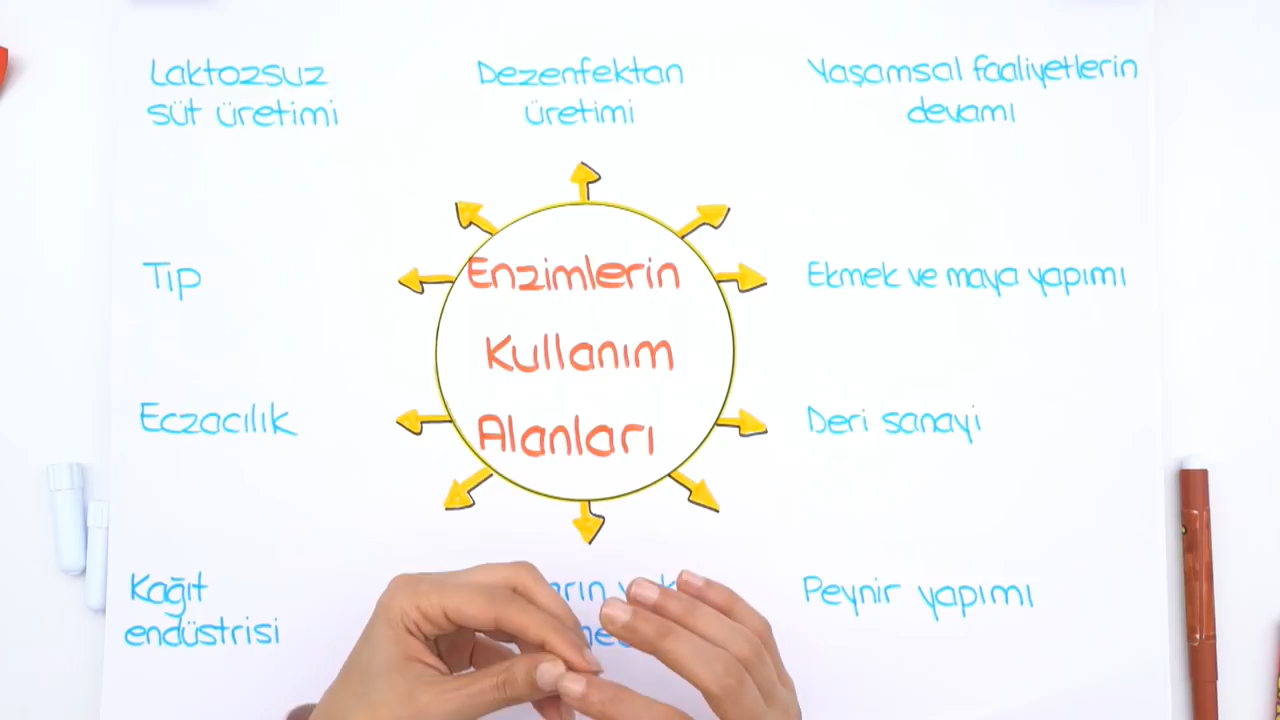 Laktozsuz
süt üretimi
Dezenfektan
üretimi
Yaşamsal faaliyetlerin
devamı
Tıp
Enzimlerin
Kullanım
Alanları
Ekmek ve maya yapımı
Eczacılık
Deri sanayi
Kağıt
endüstrisi
Peynir yapımı